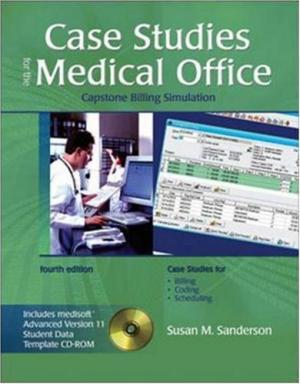 Case Studies
for the
Medical Office
Capstone Billing Simulation
fourth edition
Case Studies for
• Billing
• Coding
• Scheduling
Includes medisoft
Advanced Version 11
Student Data
Template CD-ROM
Susan M. Sanderson